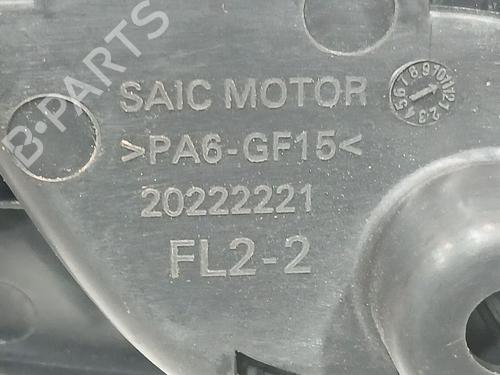 B-PARTS
SAIC MOTOR
>PA6-GF15<
20222221
FL2-2